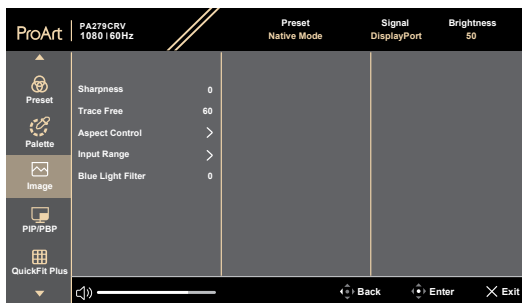 ProArt
PA279CRV
1080 I 60Hz
Preset
Native Mode
Signal
DisplayPort
Brightness
50
Preset
Palette
Image
PIP/PBP
QuickFit Plus
Sharpness 0
Trace Free 60
Aspect Control
Input Range
Blue Light Filter 0
Back
Enter
Exit